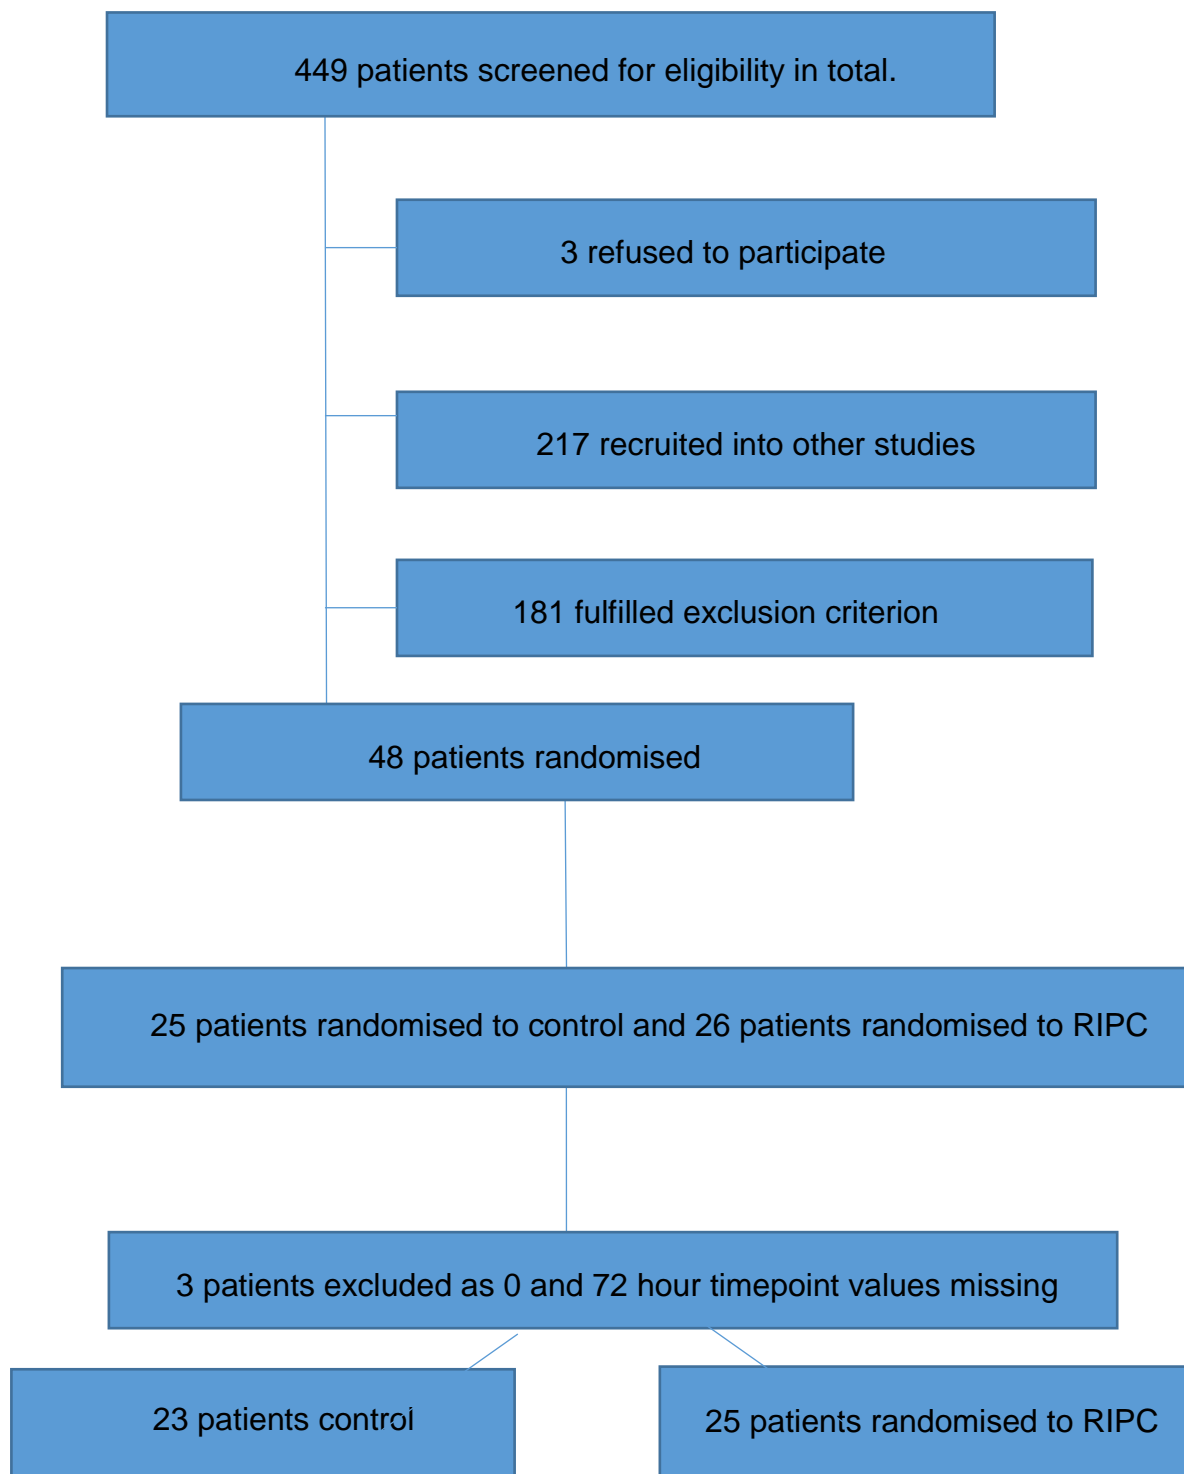 449 patients screened for eligibility in total.
3 refused to participate
217 recruited into other studies
181 fulfilled exclusion criterion
48 patients randomised
25 patients randomised to control and 26 patients randomised to RIPC
3 patients excluded as 0 and 72 hour timepoint values missing
23 patients control
25 patients randomised to RIPC